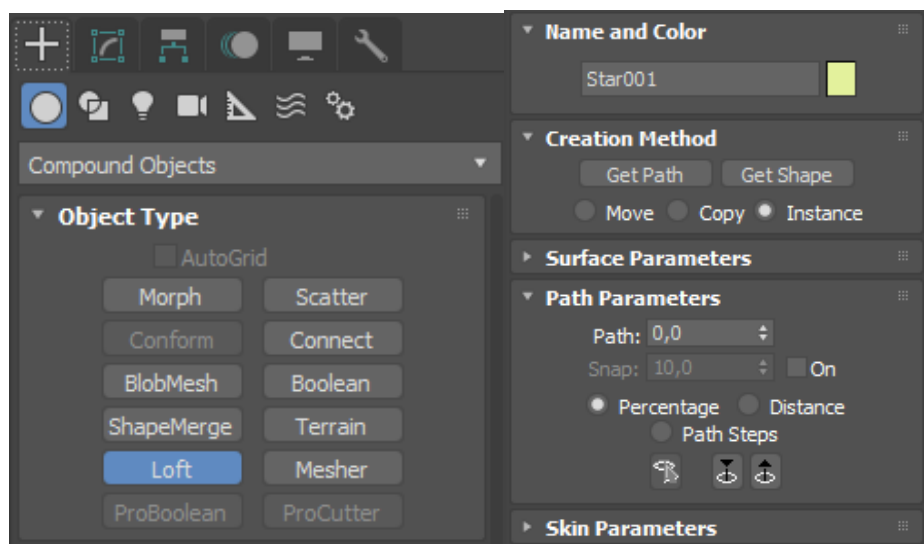 Compound Objects
Object Type
AutoGrid
Morph Scatter
Conform Connect
BlobMesh Boolean
ShapeMerge Terrain
Loft Mesher
ProBoolean ProCutter
Name and Color
Star001
Creation Method
Get Path Get Shape
Move Copy Instance
Surface Parameters
Path Parameters
Path: 0,0
Snap: 10,0 On
Percentage Distance
Path Steps
Skin Parameters